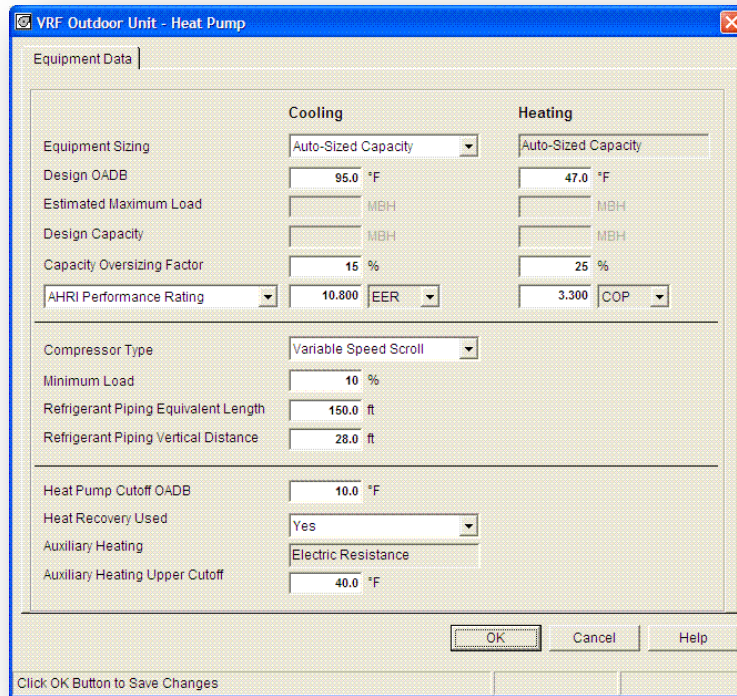 VRF Outdoor Unit - Heat Pump
Equipment Data
Cooling Heating
Equipment Sizing Auto-Sized Capacity Auto-Sized Capacity
Design OADB 95.0 °F 47.0 °F
Estimated Maximum Load MBH MBH
Design Capacity MBH MBH
Capacity Oversizing Factor 15 % 25 %
AHRI Performance Rating 10.800 EER 3.300 COP
Compressor Type Variable Speed Scroll
Minimum Load 10 %
Refrigerant Piping Equivalent Length 150.0 ft
Refrigerant Piping Vertical Distance 28.0 ft
Heat Pump Cutoff OADB 10.0 °F
Heat Recovery Used Yes
Auxiliary Heating Electric Resistance
Auxiliary Heating Upper Cutoff 40.0 °F
OK Cancel Help
Click OK Button to Save Changes